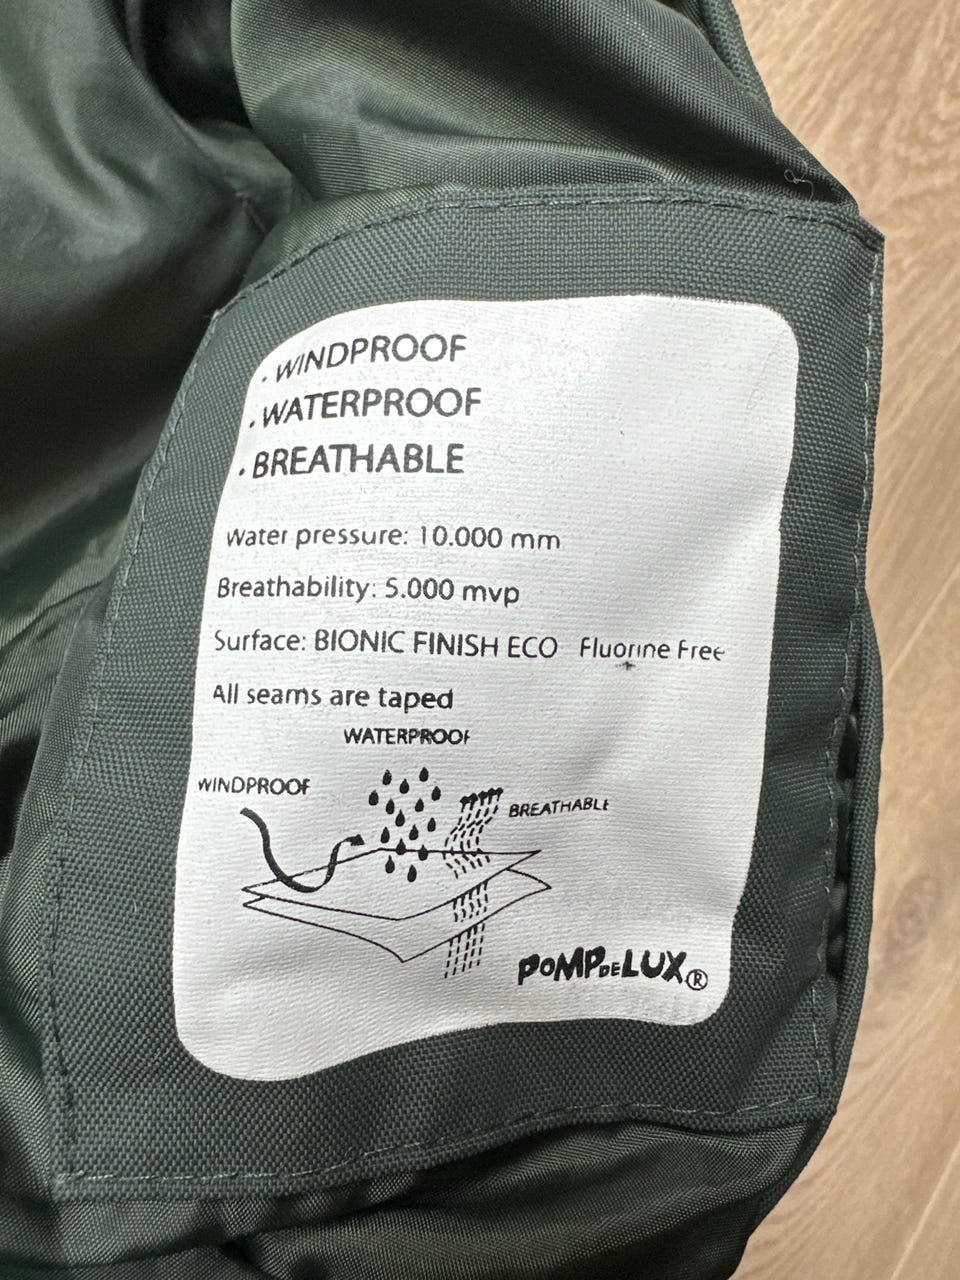 · WINDPROOF
· WATERPROOF
· BREATHABLE
Water pressure: 10.000 mm
Breathability: 5.000 mvp
Surface: BIONIC FINISH ECO Fluorine Free
All seams are taped
WATERPROOF
WINDPROOF
BREATHABLE
POMPDELUX®